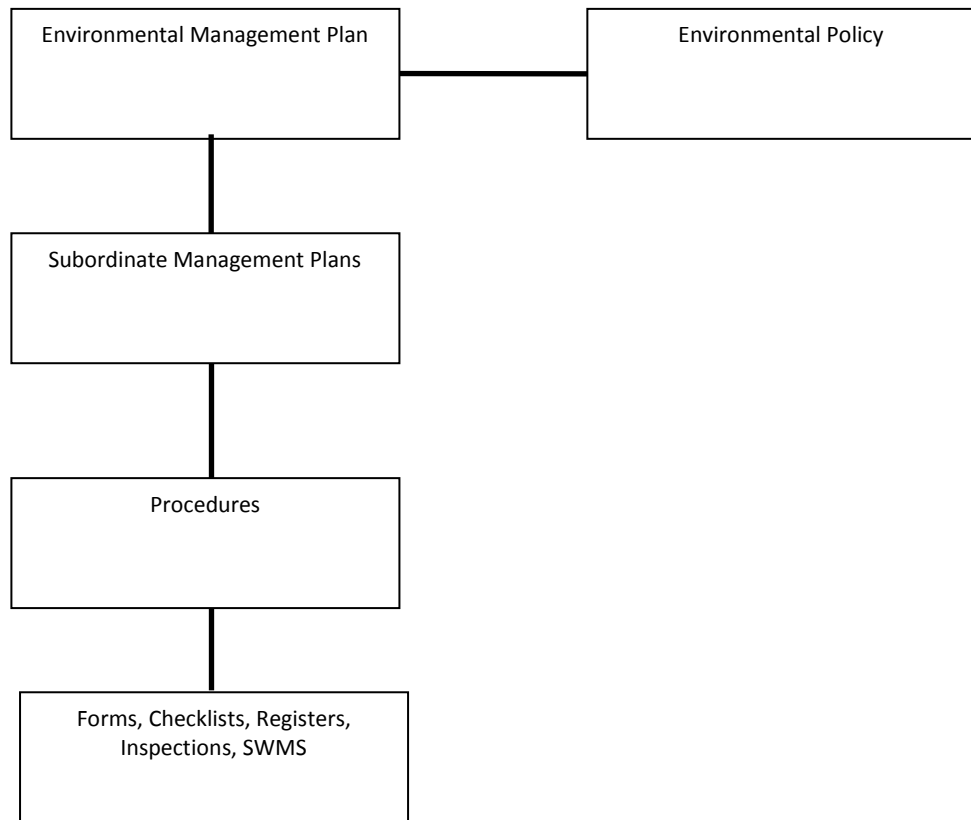 Environmental Management Plan
Environmental Policy
Subordinate Management Plans
Procedures
Forms, Checklists, Registers,
Inspections, SWMS